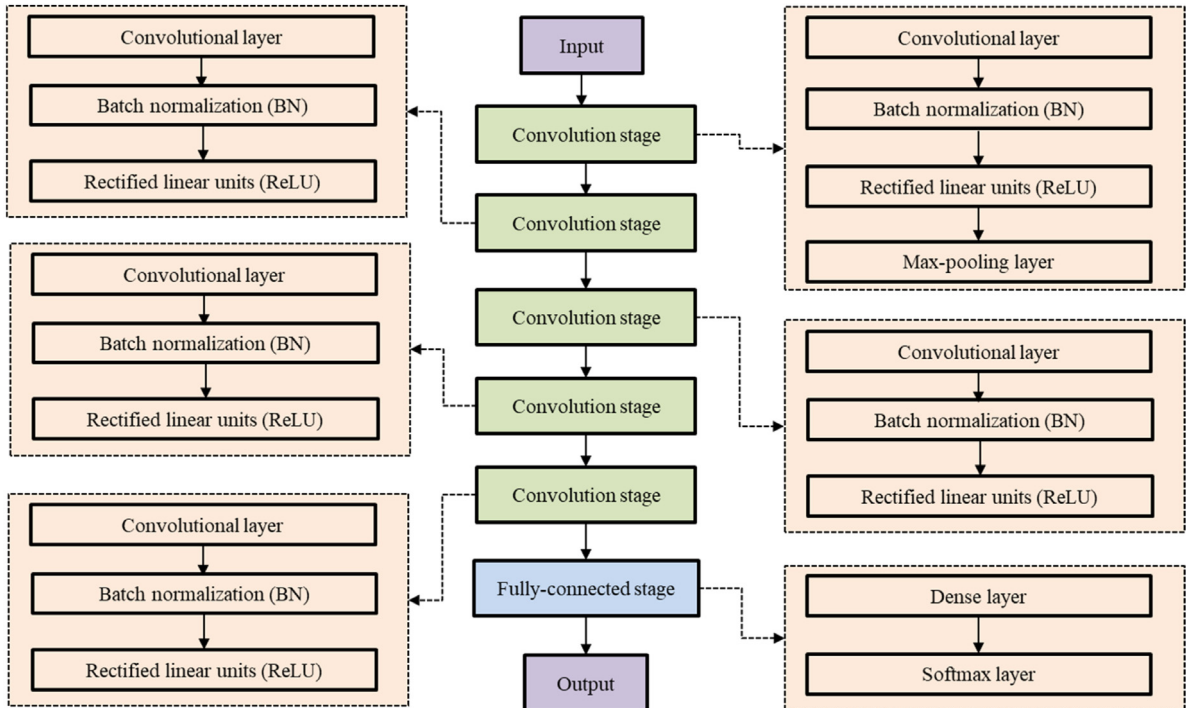 Convolutional layer
Batch normalization (BN)
Rectified linear units (ReLU)
Convolutional layer
Batch normalization (BN)
Rectified linear units (ReLU)
Convolutional layer
Batch normalization (BN)
Rectified linear units (ReLU)
Input
Convolution stage
Convolution stage
Convolution stage
Convolution stage
Convolution stage
Fully-connected stage
Output
Convolutional layer
Batch normalization (BN)
Rectified linear units (ReLU)
Max-pooling layer
Convolutional layer
Batch normalization (BN)
Rectified linear units (ReLU)
Dense layer
Softmax layer